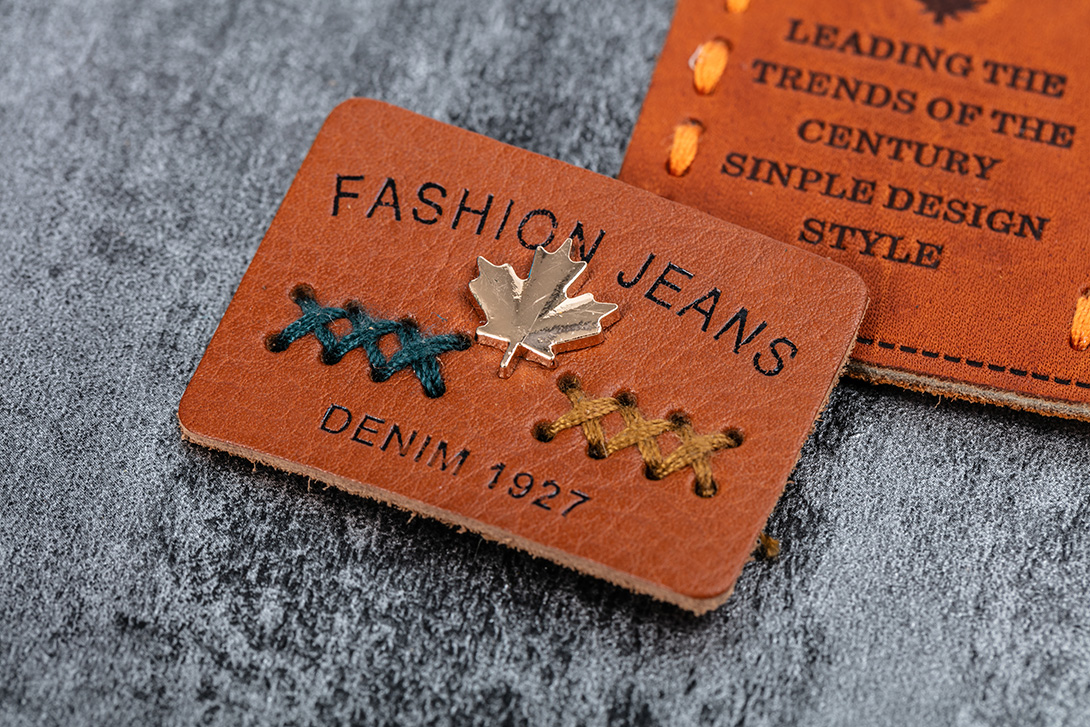 FASHION JEANS
DENIM 1927
LEADING THE
TRENDS OF THE
CENTURY
SINPLE DESIGN
STYLE